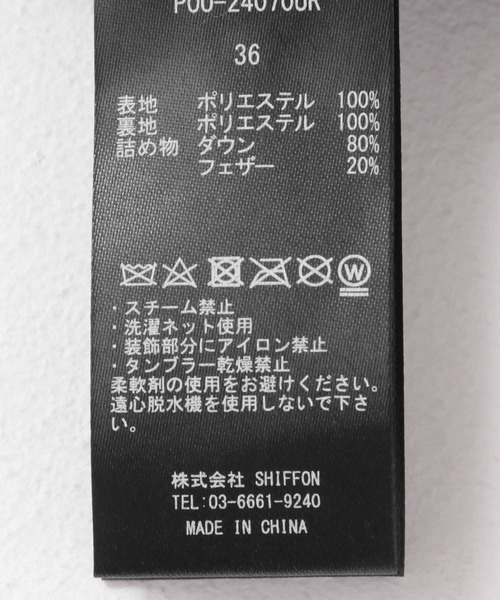 36
表地 ポリエステル 100%
裏地 ポリエステル 100%
詰め物 ダウン 80%
フェザー 20%
W
・スチーム禁止
・洗濯ネット使用
・装飾部分にアイロン禁止
・タンブラー乾燥禁止
柔軟剤の使用をお避けください。
遠心脱水機を使用しないで下さ
い。
株式会社 SHIFFON
TEL:03-6661-9240
MADE IN CHINA